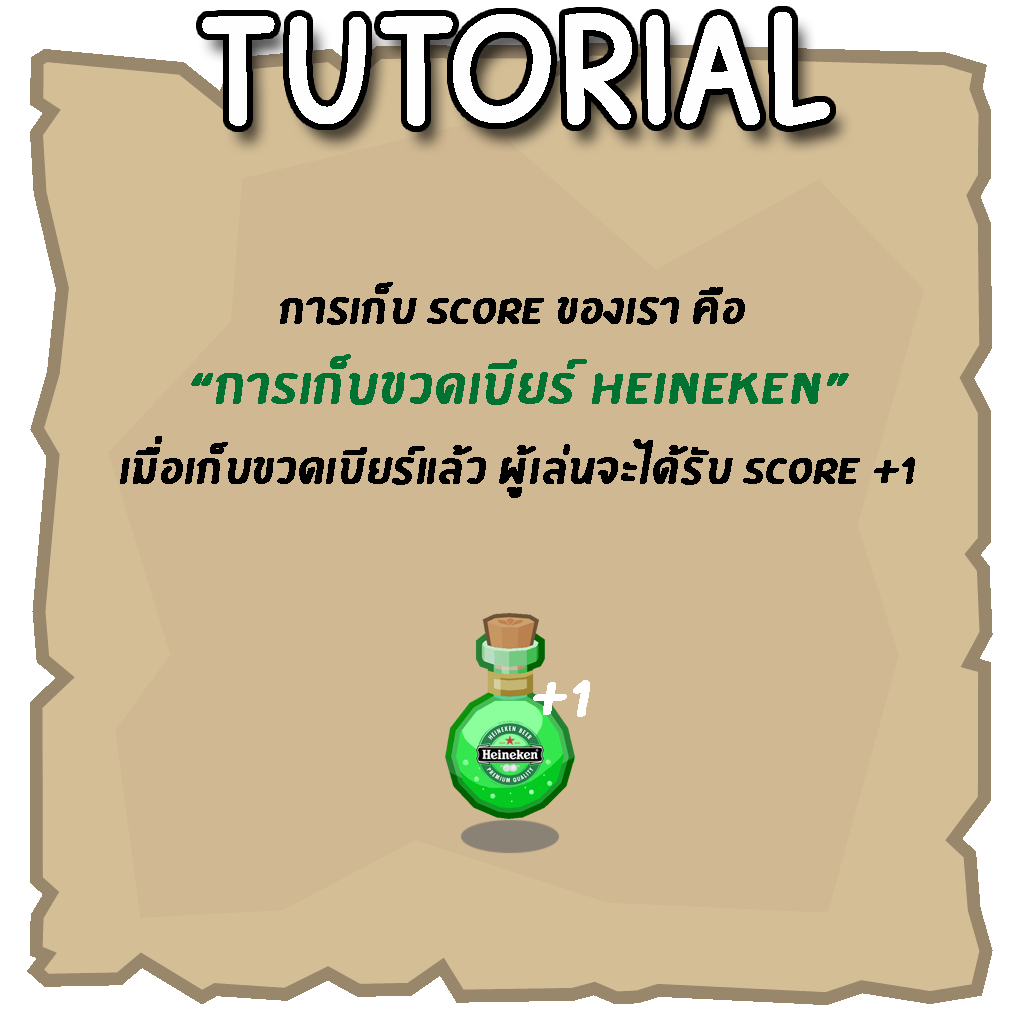 TUTORIAL
การเก็บ SCORE ของเรา คือ
“การเก็บขวดเบียร์ HEINEKEN”
เมื่อเก็บขวดเบียร์แล้ว ผู้เล่นจะได้รับ SCORE +1
+1
HEINEKEN BEER
Heineken
PREMIUM QUALITY